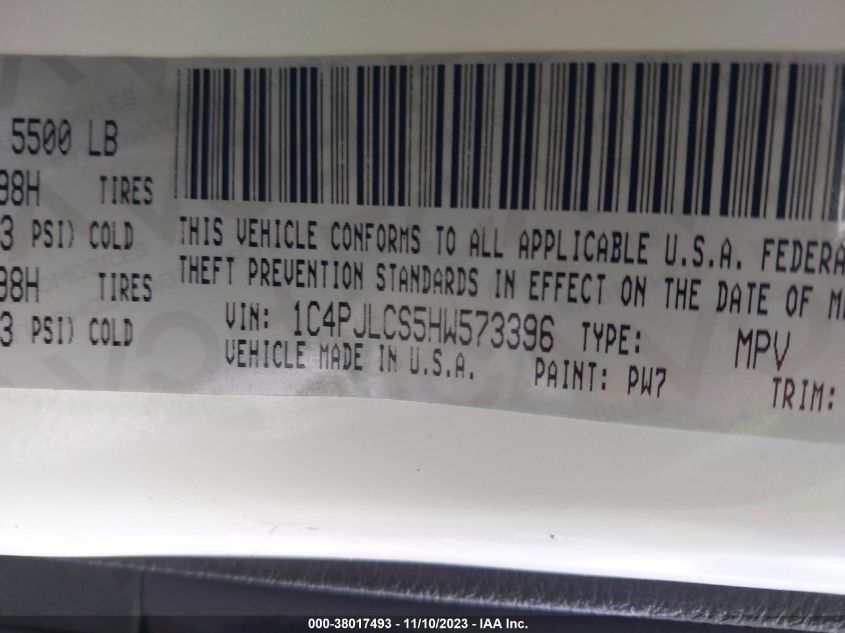 5500 LB
98H TIRES
3 PSI) COLD
98H TIRES
3 PSI) COLD
THIS VEHICLE CONFORMS TO ALL APPLICABLE U.S.A. FEDERA
THEFT PREVENTION STANDARDS IN EFFECT ON THE DATE OF MA
VIN: 1C4PJLCS5HW573396 TYPE: MPV
VEHICLE MADE IN U.S.A. PAINT: PW7 TRIM:
000-38017493 - 11/10/2023 - IAA Inc.